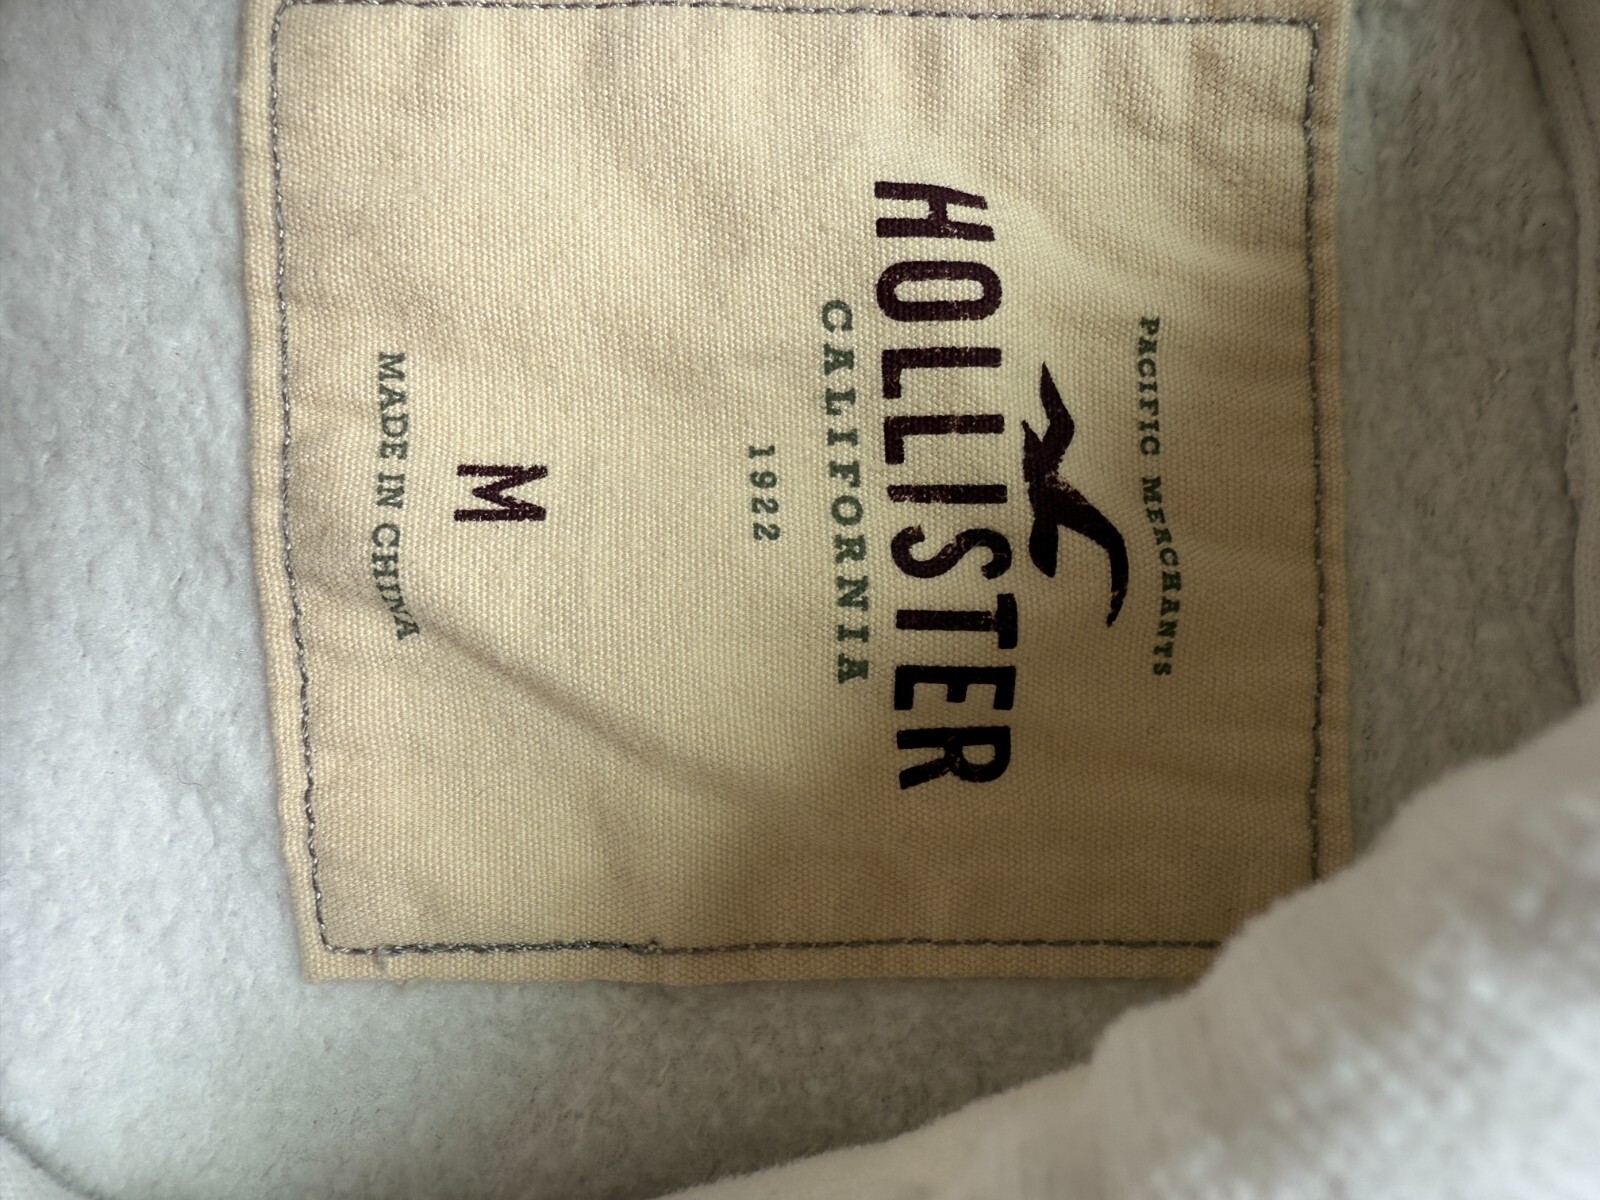 PACIFIC MERCHANTS
HOLLISTER
CALIFORNIA
1922
M
MADE IN CHINA